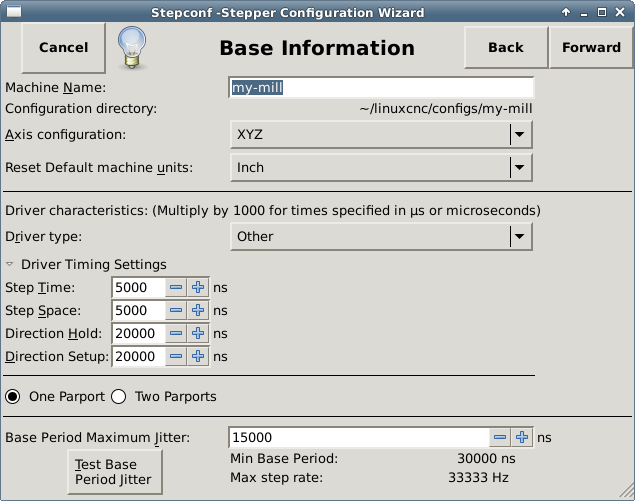 Stepconf -Stepper Configuration Wizard
Cancel
Base Information
Back
Forward
Machine Name:
my-mill
Configuration directory:
~/linuxcnc/configs/my-mill
Axis configuration:
XYZ
Reset Default machine units:
Inch
Driver characteristics: (Multiply by 1000 for times specified in µs or microseconds)
Driver type:
Other
Driver Timing Settings
Step Time:
5000
ns
Step Space:
5000
ns
Direction Hold:
20000
ns
Direction Setup:
20000
ns
One Parport
Two Parports
Base Period Maximum Jitter:
15000
ns
Test Base
Period Jitter
Min Base Period:
30000 ns
Max step rate:
33333 Hz